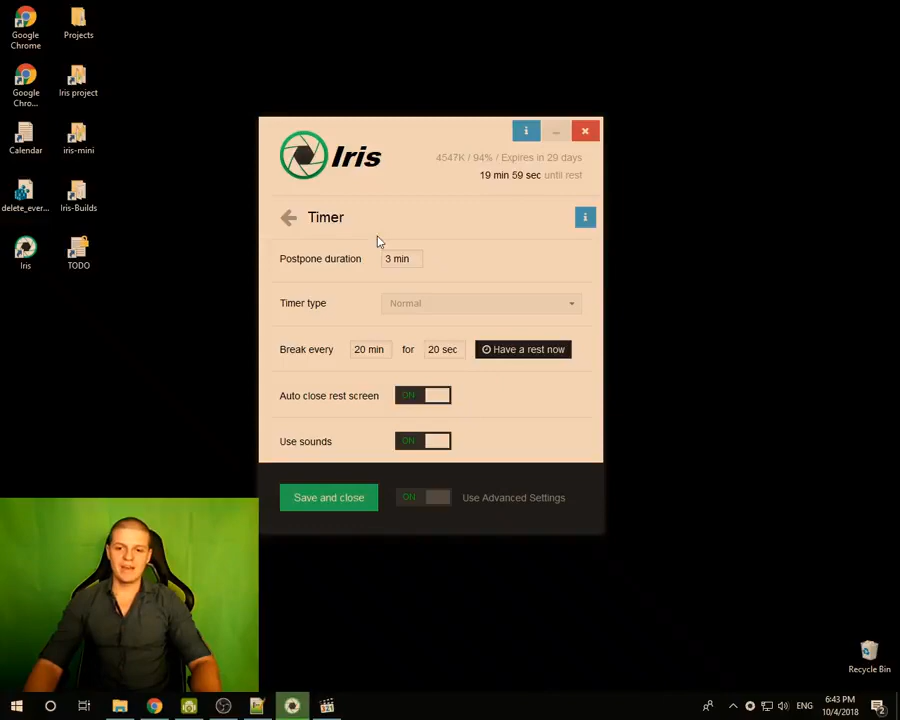 Google
Chrome
Projects
Google
Chro...
Iris project
Calendar
iris-mini
delete_ever...
Iris-Builds
Iris
TODO
Iris
4547K / 94% / Expires in 29 days
19 min 59 sec until rest
Timer
Postpone duration 3 min
Timer type Normal
Break every 20 min for 20 sec Have a rest now
Auto close rest screen ON
Use sounds ON
Save and close ON Use Advanced Settings
Recycle Bin
ENG
6:43 PM
10/4/2018
2
321